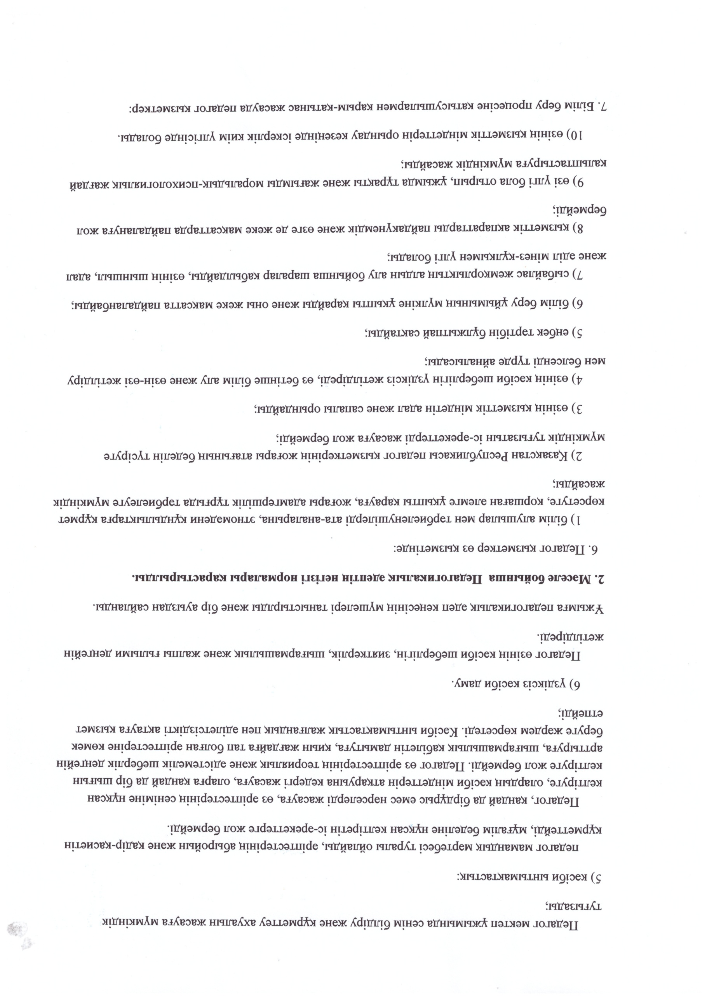 Педагог мектеп ұжымында сенім білдіру және құрметтеу ахуалын жасауға мүмкіндік
туғызады;
5) кәсіби ынтымақтастық:
педагог мамандық мәртебесі туралы ойлайды, әріптестерінің абыройын және қадір-қасиетін
құрметтейді, мұғалім беделіне нұқсан келтіретін іс-әрекеттерге жол бермейді.
Педагог, қандай да бірдұрыс емес нәрселерді жасауға, өз әріптестерінің сеніміне нұқсан
келтіруге, олардың кәсіби міндеттерін атқаруына кедергі жасауға, оларға қандай да бір шығын
келтіруге жол бермейді. Педагог өз әріптестерінің теориялық және әдістемелік шеберлік деңгейін
арттыруға, шығармашылық қабілетін дамытуға, қиын жағдайға тап болған әріптестеріне көмек
беруге жәрдем көрсетеді. Кәсіби ынтымақтастық жалғандық пен әділетсіздікті ақтауға қызмет
етпейді;
6) үздіксіз кәсіби даму.
Педагог өзінің кәсіби шеберлігін, зияткерлік, шығармашылық және жалпы ғылыми деңгейін
жетілдіреді.
Ұжымға педагогикалық әдеп кеңесінің мүшелері таныстырлды және бір ауыздан сайланды.
2. Мәселе бойынша Педагогикалық әдептің негізгі нормалары қарастырылды.
6. Педагог қызметкер өз қызметінде:
1) білім алушылар мен тәрбиеленушілерді ата-аналарына, этномәдени құндылықтарға құрмет
көрсетуге, қоршаған әлемге ұқыпты қарауға, жоғары адамгершілік тұрғыда тәрбиелеуге мүмкіндік
жасайды;
2) Қазақстан Республикасы педагог қызметкерінің жоғары атағының беделін түсіруге
мүмкіндік туғызатын іс-әрекеттерді жасауға жол бермейді;
3) өзінің қызметтік міндетін адал және сапалы орындайды;
4) өзінің кәсіби шеберлігін үздіксіз жетілдіреді, өз бетінше білім алу және өзін-өзі жетілдіру
мен белсенді түрде айналысады;
5) еңбек тәртібін бұлжытпай сақтайды;
6) білім беру ұйымының мүлкіне ұқыпты қарайды және оны жеке мақсатта пайдаланбайды;
7) сыбайлас жемқорлықтың алдын алу бойынша шаралар қабылдайды, өзінің шыншыл, адал
және әділ мінез-құлқымен үлгі болады;
8) қызметтік ақпараттарды пайдакүнемдік және өзге де жеке мақсаттарда пайдалануға жол
бермейді;
9) өзі үлгі бола отырып, ұжымда тұрақты және жағымды моральдық-психологиялық жағдай
қалыптастыруға мүмкіндік жасайды;
10) өзінің қызметтік міндеттерін орындау кезеңінде іскерлік киім үлгісінде болады.
7. Білім беру процесіне қатысушылармен қарым-қатынас жасауда педагог қызметкер: